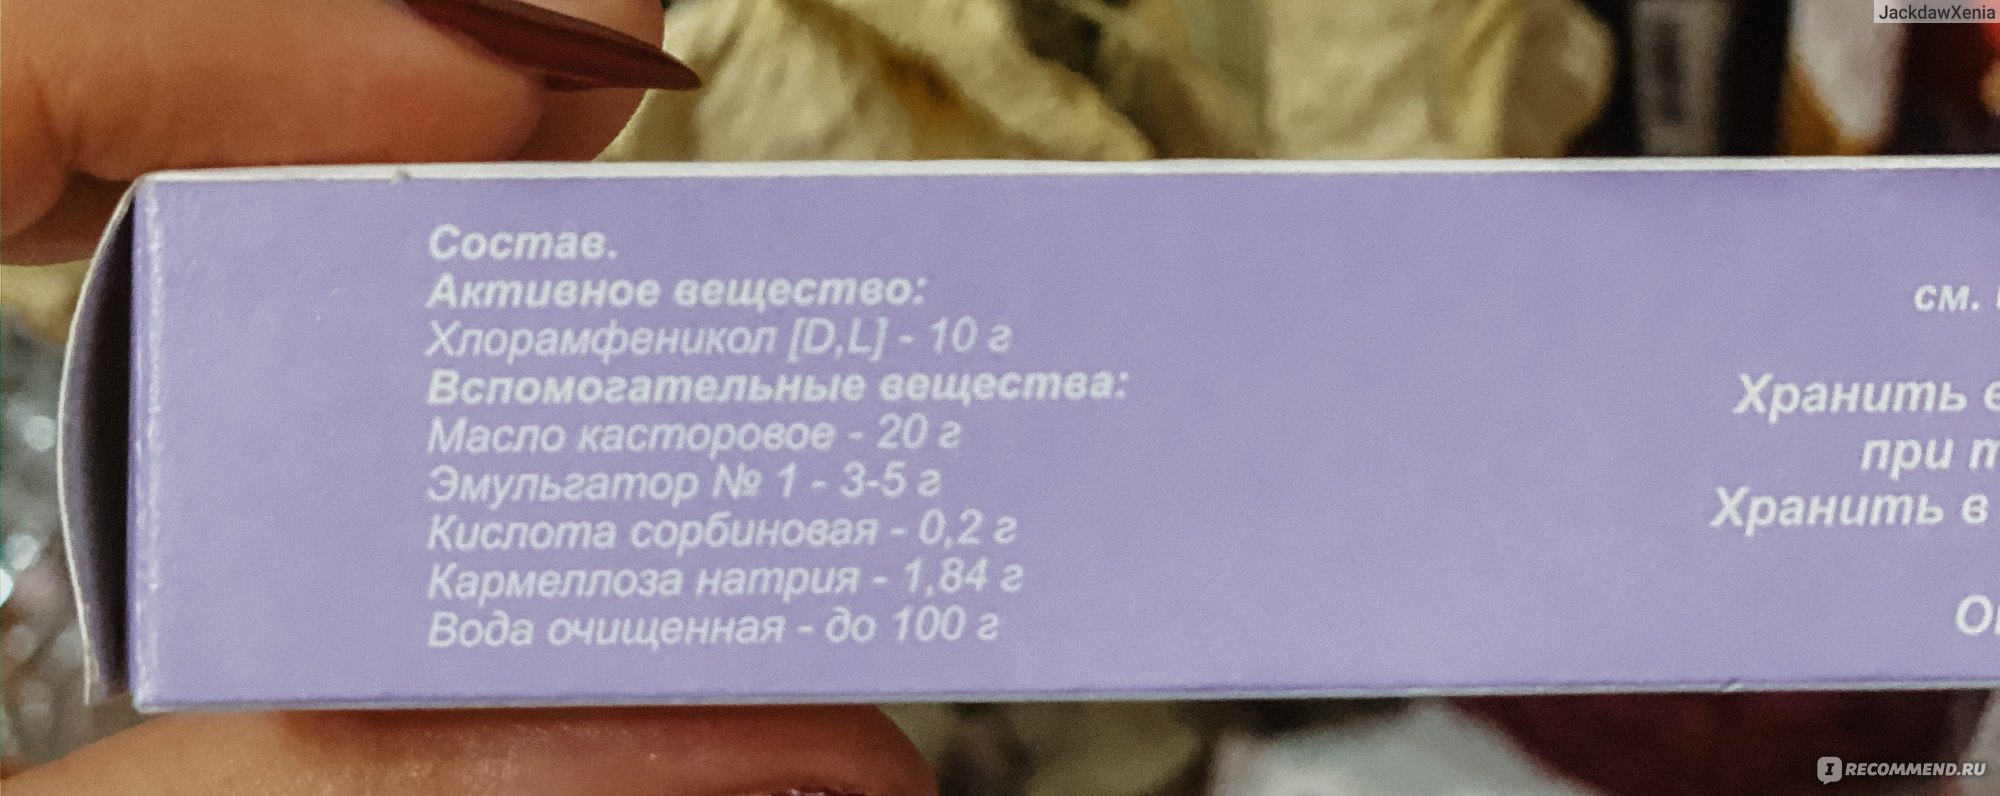 JackdawXenia
Состав.
Активное вещество:
Хлорамфеникол [D,L] - 10 г
Вспомогательные вещества:
Масло касторовое - 20 г
Эмульгатор № 1 - 3-5 г
Кислота сорбиновая - 0,2 г
Кармеллоза натрия - 1,84 г
Вода очищенная - до 100 г
см.
Хранить
при
Хранить в
IRECOMMEND.RU